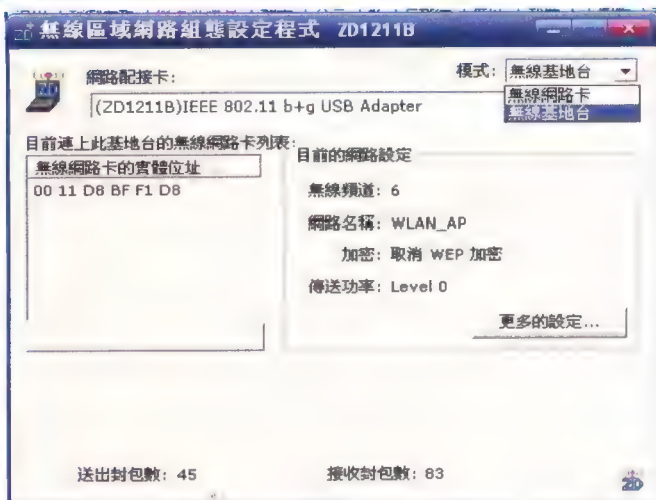 無線區域網路組態設定程式 ZD1211B
網路配接卡:
模式: 無線基地台
(ZD1211B)IEEE 802.11 b+g USB Adapter
無線網路卡
無線基地台
目前連上此基地台的無線網路卡列表:
無線網路卡的實體位址
00 11 D8 BF F1 D8
目前的網路設定
無線頻道: 6
網路名稱: WLAN_AP
加密: 取消 WEP 加密
傳送功率: Level 0
更多的設定...
送出封包數: 45
接收封包數: 83
ZD